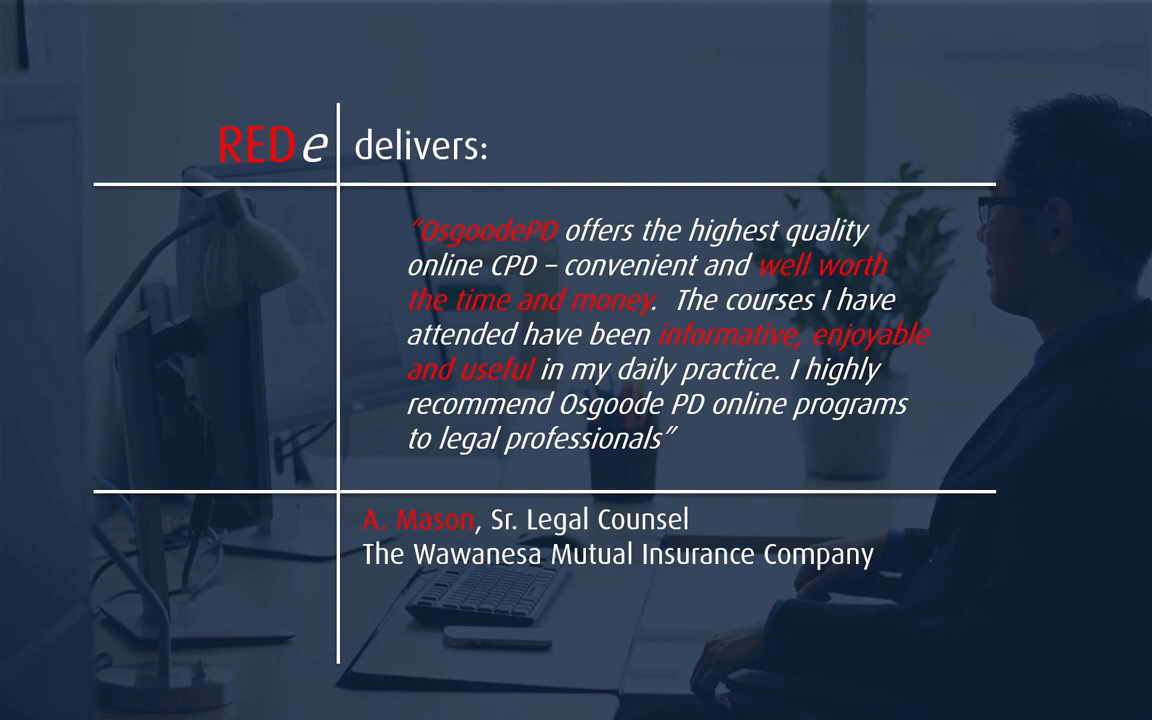 REDe delivers:
“OsgoodePD offers the highest quality
online CPD – convenient and well worth
the time and money.  The courses I have
attended have been informative, enjoyable
and useful in my daily practice. I highly
recommend Osgoode PD online programs
to legal professionals”
A. Mason, Sr. Legal Counsel
The Wawanesa Mutual Insurance Company